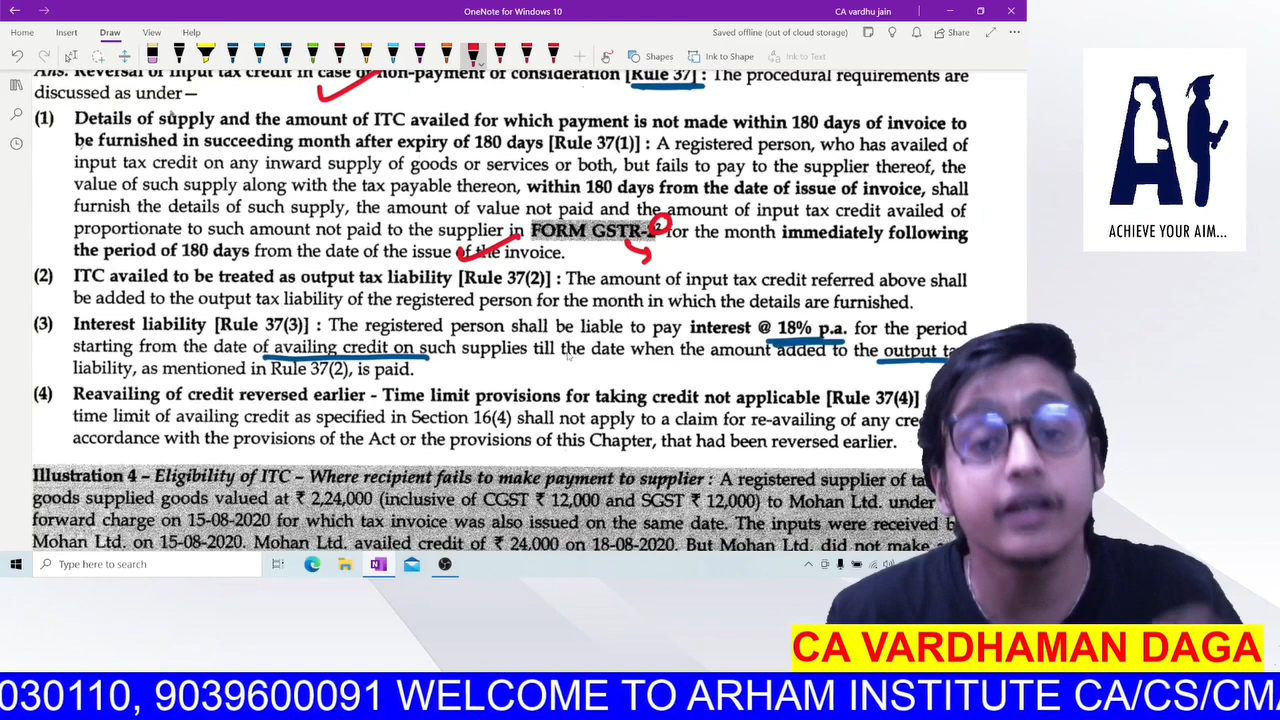 OneNote for Windows 10
CA vardhu jain
Home Insert Draw View Help
Saved offline (out of cloud storage)
Share
Shapes Ink to Shape Ink to Text
Ans. Reversal of input tax credit in case of non-payment of consideration [Rule 37] : The procedural requirements are
discussed as under—
(1) Details of supply and the amount of ITC availed for which payment is not made within 180 days of invoice to
be furnished in succeeding month after expiry of 180 days [Rule 37(1)] : A registered person, who has availed of
input tax credit on any inward supply of goods or services or both, but fails to pay to the supplier thereof, the
value of such supply along with the tax payable thereon, within 180 days from the date of issue of invoice, shall
furnish the details of such supply, the amount of value not paid and the amount of input tax credit availed of
proportionate to such amount not paid to the supplier in FORM GSTR-2 for the month immediately following
the period of 180 days from the date of the issue of the invoice.
(2) ITC availed to be treated as output tax liability [Rule 37(2)] : The amount of input tax credit referred above shall
be added to the output tax liability of the registered person for the month in which the details are furnished.
(3) Interest liability [Rule 37(3)] : The registered person shall be liable to pay interest @ 18% p.a. for the period
starting from the date of availing credit on such supplies till the date when the amount added to the output
liability, as mentioned in Rule 37(2), is paid.
(4) Reavailing of credit reversed earlier - Time limit provisions for taking credit not applicable [Rule 37(4)]
time limit of availing credit as specified in Section 16(4) shall not apply to a claim for re-availing of any
accordance with the provisions of the Act or the provisions of this Chapter, that had been reversed earlier.
Illustration 4 – Eligibility of ITC – Where recipient fails to make payment to supplier : A registered supplier of
goods supplied goods valued at ₹ 2,24,000 (inclusive of CGST ₹ 12,000 and SGST ₹ 12,000) to Mohan Ltd. under
forward charge on 15-08-2020 for which tax invoice was also issued on the same date. The inputs were received
Mohan Ltd. on 15-08-2020. Mohan Ltd. availed credit of ₹ 24,000 on 18-08-2020. But Mohan Ltd. did not make
Type here to search
A
ACHIEVE YOUR AIM...
CA VARDHAMAN DAGA
030110, 9039600091 WELCOME TO ARHAM INSTITUTE CA/CS/CMA